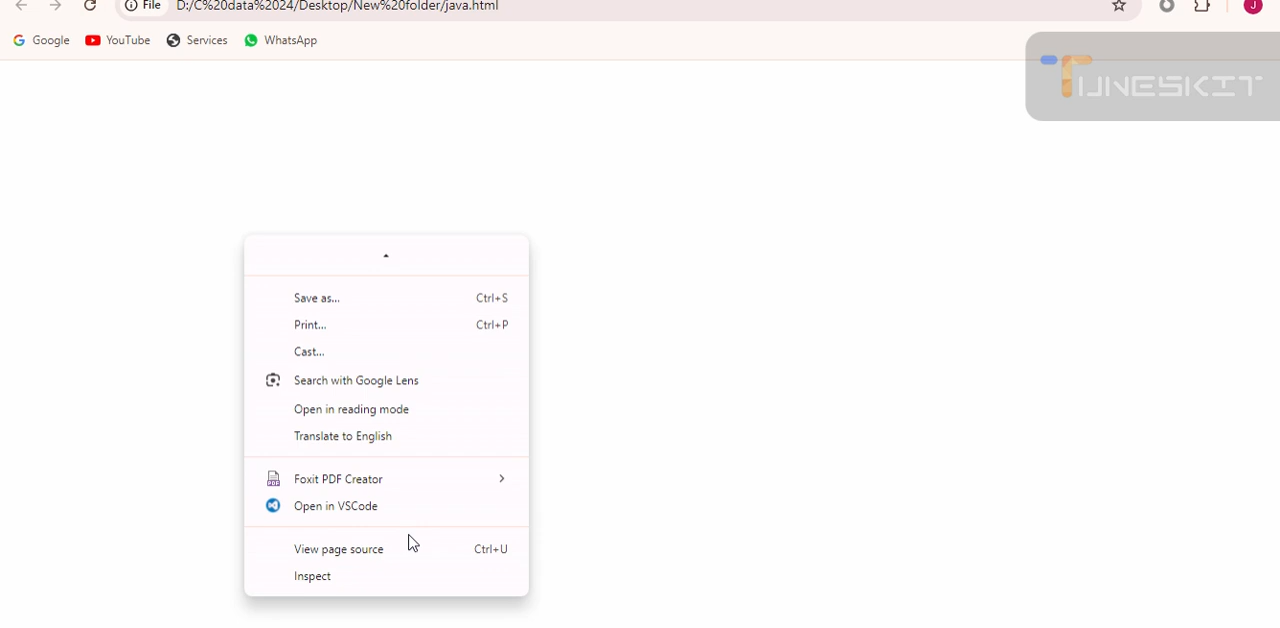 File D:/C%20data%2024/Desktop/New%20folder/java.html
J
Google YouTube Services WhatsApp
TUNESKIT
Save as... Ctrl+S
Print... Ctrl+P
Cast...
Search with Google Lens
Open in reading mode
Translate to English
Foxit PDF Creator
PDF
Open in VSCode
View page source Ctrl+U
Inspect